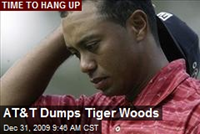 TIME TO HANG UP
AT&T Dumps Tiger Woods
Dec 31, 2009 9:46 AM CST